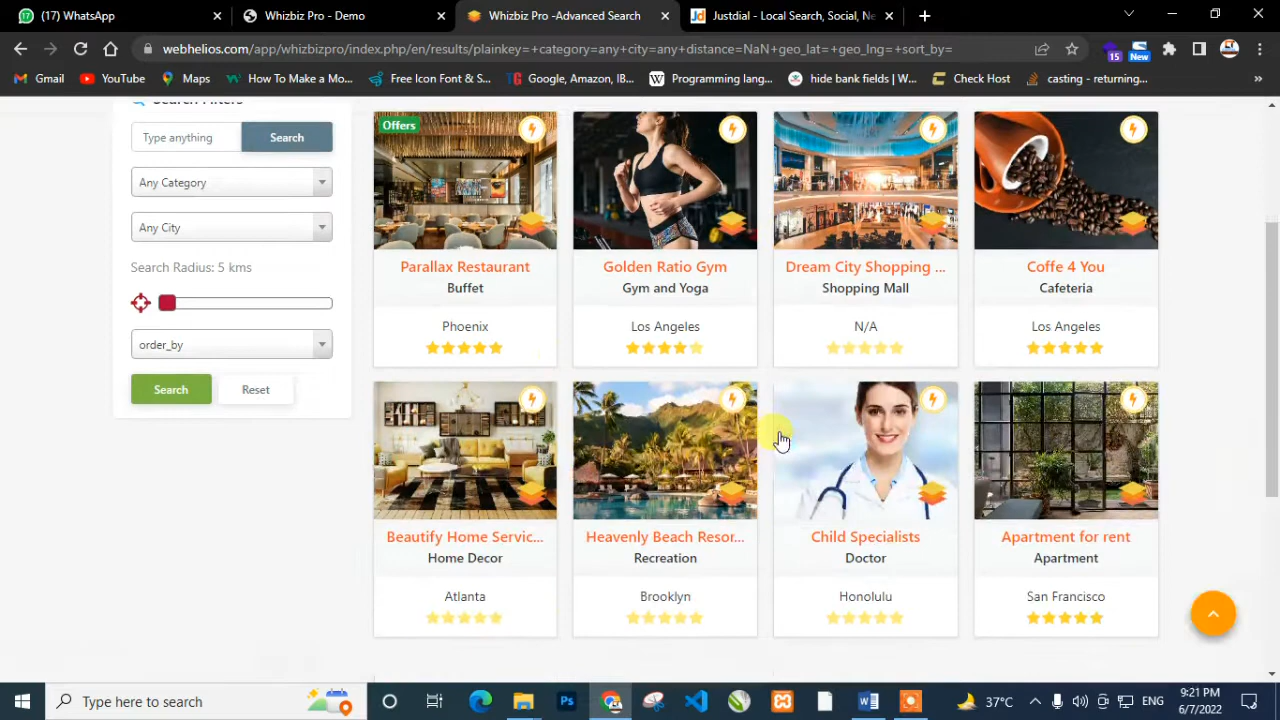 (17) WhatsApp
Whizbiz Pro - Demo
Whizbiz Pro -Advanced Search
Justdial - Local Search, Social, Ne
webhelios.com/app/whizbizpro/index.php/en/results/plainkey=+category=any+city=any+distance=NaN+geo_lat=+geo_lng=+sort_by=
15
New
Gmail
YouTube
Maps
How To Make a Mo...
Free Icon Font & S...
Google, Amazon, IB...
Programming lang...
hide bank fields | W...
Check Host
casting - returning...
»
Search Filters
Type anything
Search
Any Category
Any City
Search Radius: 5 kms
order_by
Search
Reset
Offers
Parallax Restaurant
Buffet
Phoenix
Golden Ratio Gym
Gym and Yoga
Los Angeles
Dream City Shopping ...
Shopping Mall
N/A
Coffe 4 You
Cafeteria
Los Angeles
Beautify Home Servic...
Home Decor
Atlanta
Heavenly Beach Resor...
Recreation
Brooklyn
Child Specialists
Doctor
Honolulu
Apartment for rent
Apartment
San Francisco
Type here to search
37°C
ENG
9:21 PM
6/7/2022